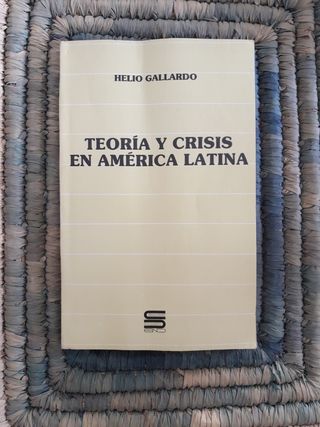 HELIO GALLARDO
TEORÍA Y CRISIS
EN AMÉRICA LATINA